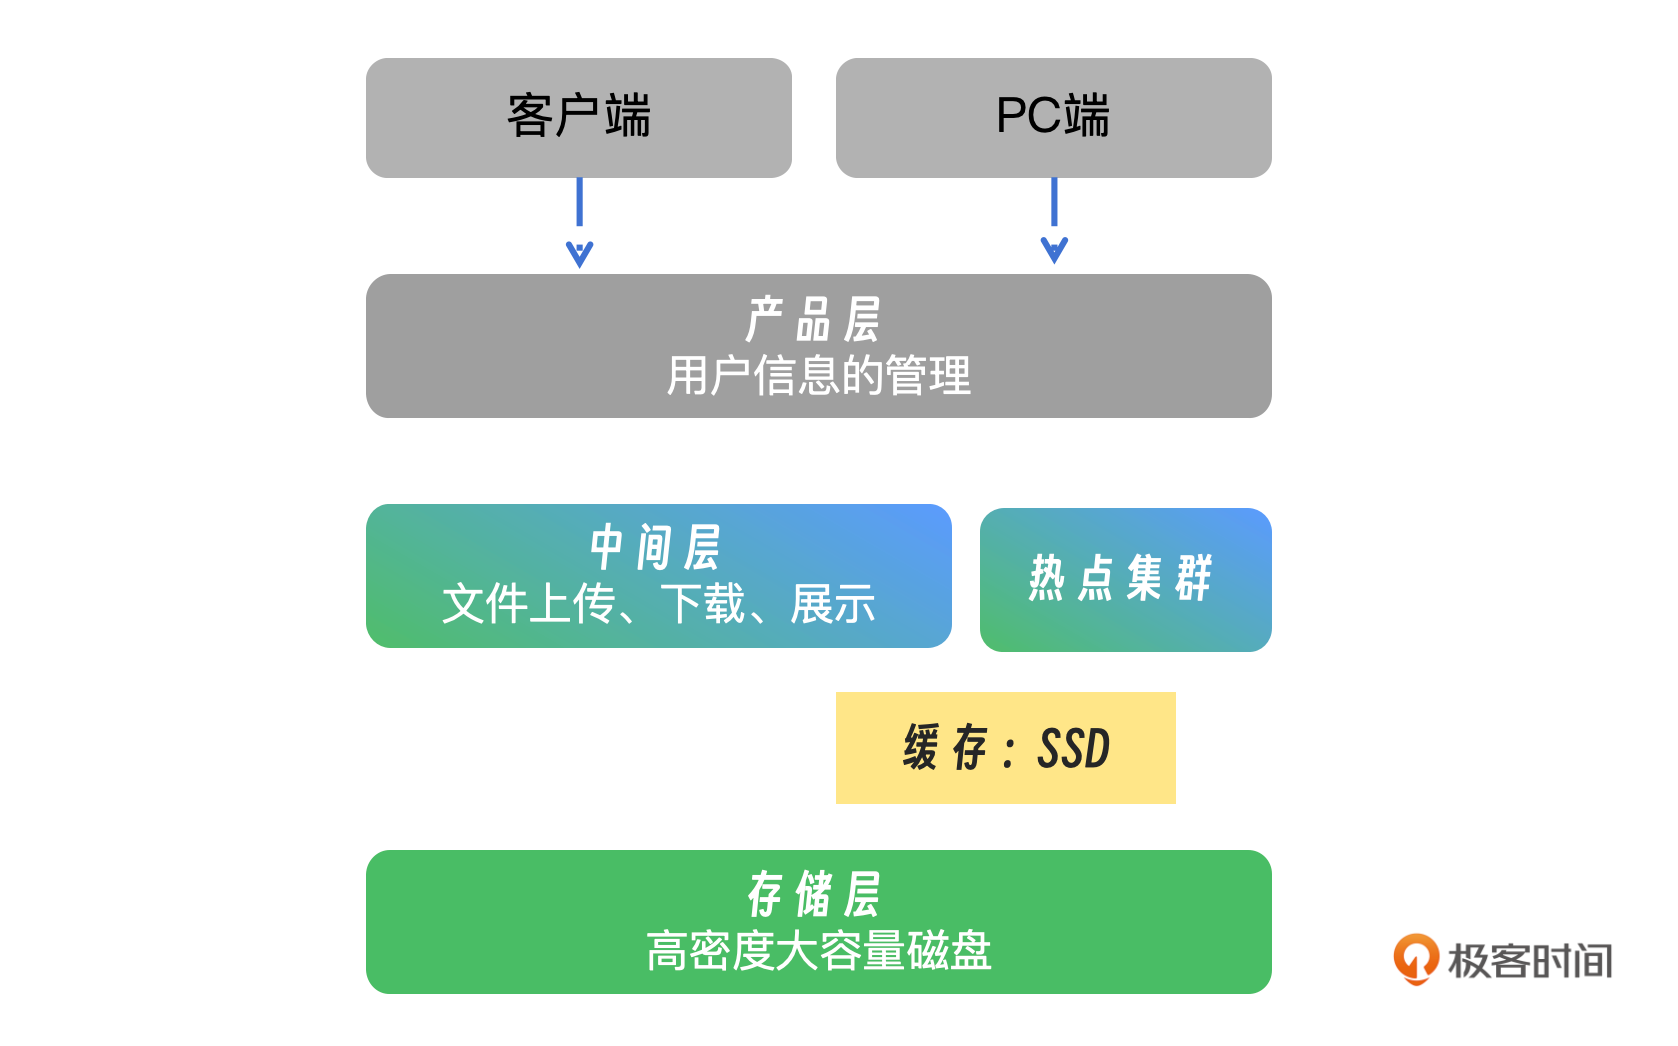 客户端
PC端
产品层
用户信息的管理
中间层
文件上传、下载、展示
热点集群
缓存：SSD
存储层
高密度大容量磁盘
极客时间